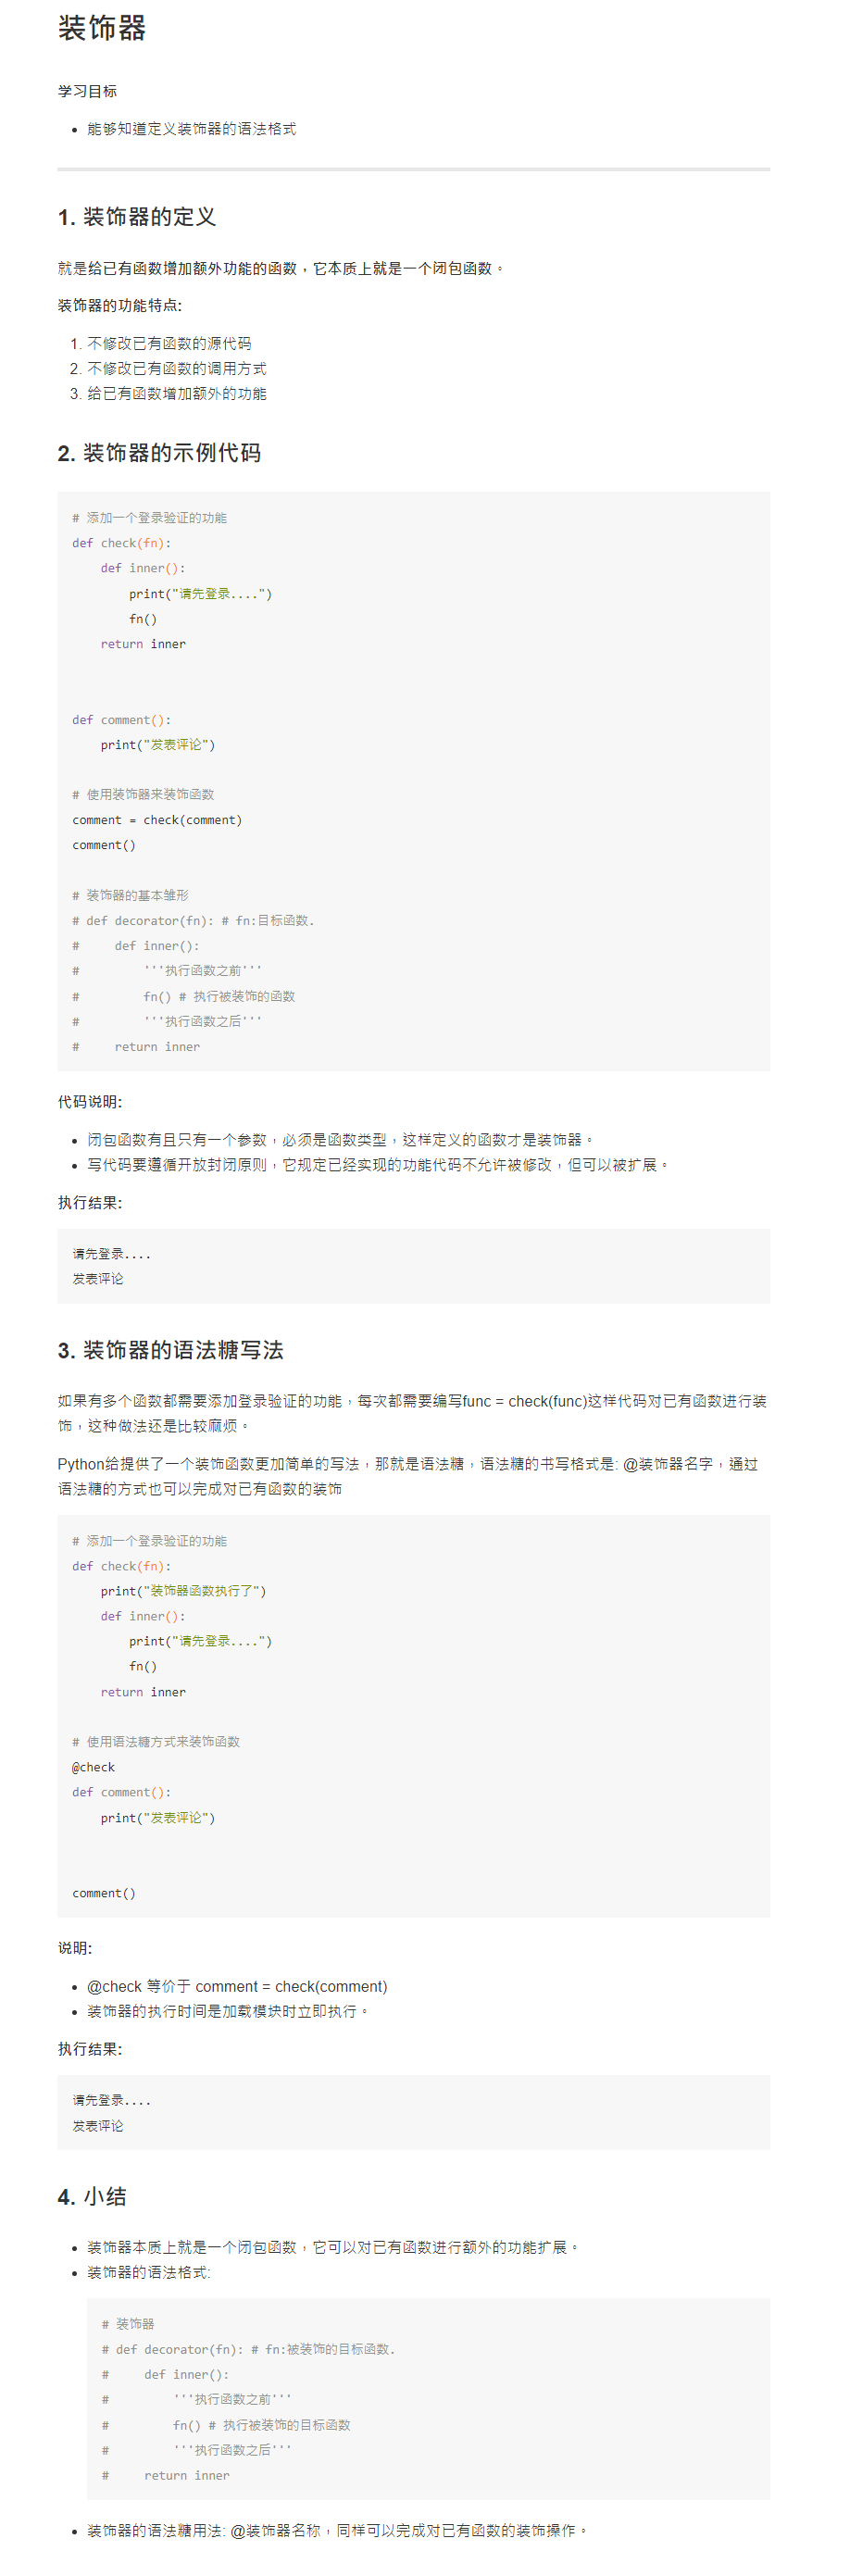 装饰器
学习目标
• 能够知道定义装饰器的语法格式
1. 装饰器的定义
就是给已有函数增加额外功能的函数，它本质上就是一个闭包函数。
装饰器的功能特点:
1. 不修改已有函数的源代码
2. 不修改已有函数的调用方式
3. 给已有函数增加额外的功能
2. 装饰器的示例代码
# 添加一个登录验证的功能
def check(fn):
    def inner():
        print("请先登录....")
        fn()
    return inner
def comment():
    print("发表评论")
# 使用装饰器来装饰函数
comment = check(comment)
comment()
# 装饰器的基本雏形
# def decorator(fn): # fn:目标函数.
#     def inner():
#         '''执行函数之前'''
#         fn() # 执行被装饰的函数
#         '''执行函数之后'''
#     return inner
代码说明:
• 闭包函数有且只有一个参数，必须是函数类型，这样定义的函数才是装饰器。
• 写代码要遵循开放封闭原则，它规定已经实现的功能代码不允许被修改，但可以被扩展。
执行结果:
请先登录....
发表评论
3. 装饰器的语法糖写法
如果有多个函数都需要添加登录验证的功能，每次都需要编写func = check(func)这样代码对已有函数进行装
饰，这种做法还是比较麻烦。
Python给提供了一个装饰函数更加简单的写法，那就是语法糖，语法糖的书写格式是: @装饰器名字，通过
语法糖的方式也可以完成对已有函数的装饰
# 添加一个登录验证的功能
def check(fn):
    print("装饰器函数执行了")
    def inner():
        print("请先登录....")
        fn()
    return inner
# 使用语法糖方式来装饰函数
@check
def comment():
    print("发表评论")
comment()
说明:
• @check 等价于 comment = check(comment)
• 装饰器的执行时间是加载模块时立即执行。
执行结果:
请先登录....
发表评论
4. 小结
• 装饰器本质上就是一个闭包函数，它可以对已有函数进行额外的功能扩展。
• 装饰器的语法格式:
# 装饰器
# def decorator(fn): # fn:被装饰的目标函数.
#     def inner():
#         '''执行函数之前'''
#         fn() # 执行被装饰的目标函数
#         '''执行函数之后'''
#     return inner
• 装饰器的语法糖用法: @装饰器名称，同样可以完成对已有函数的装饰操作。